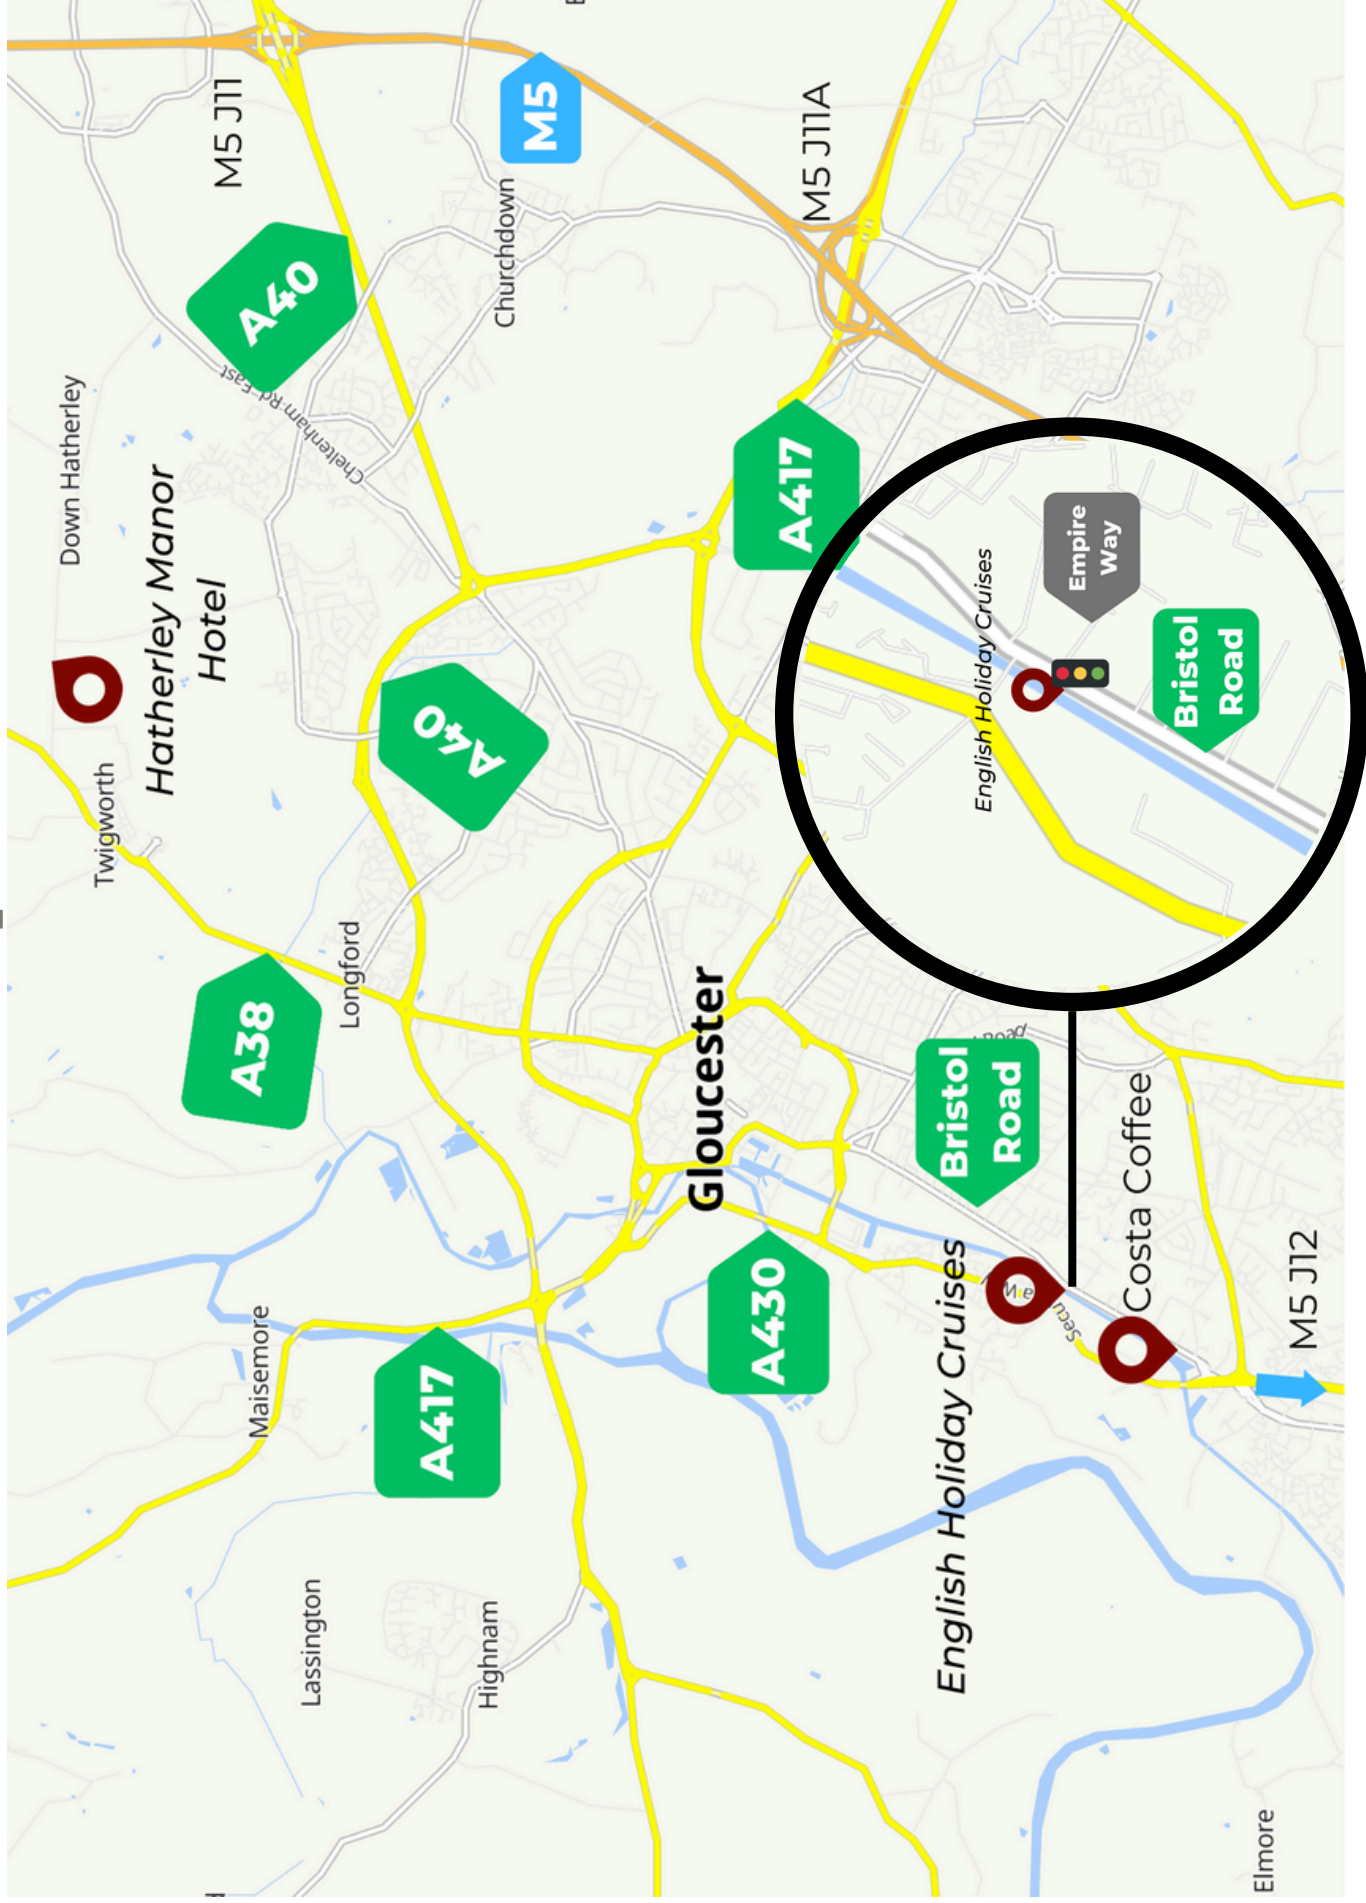 Down Hatherley
Hatherley Manor
Hotel
Twigworth
M5 J11
A40
Cheltenham Rd East
Churchdown
M5
M5 J11A
A417
A40
Longford
A38
Gloucester
Maisemore
A417
A430
Lassington
Highnam
English Holiday Cruises
Bristol
Road
Road
Secu
Costa Coffee
M5 J12
Elmore
English Holiday Cruises
Empire
Way
Bristol
Road